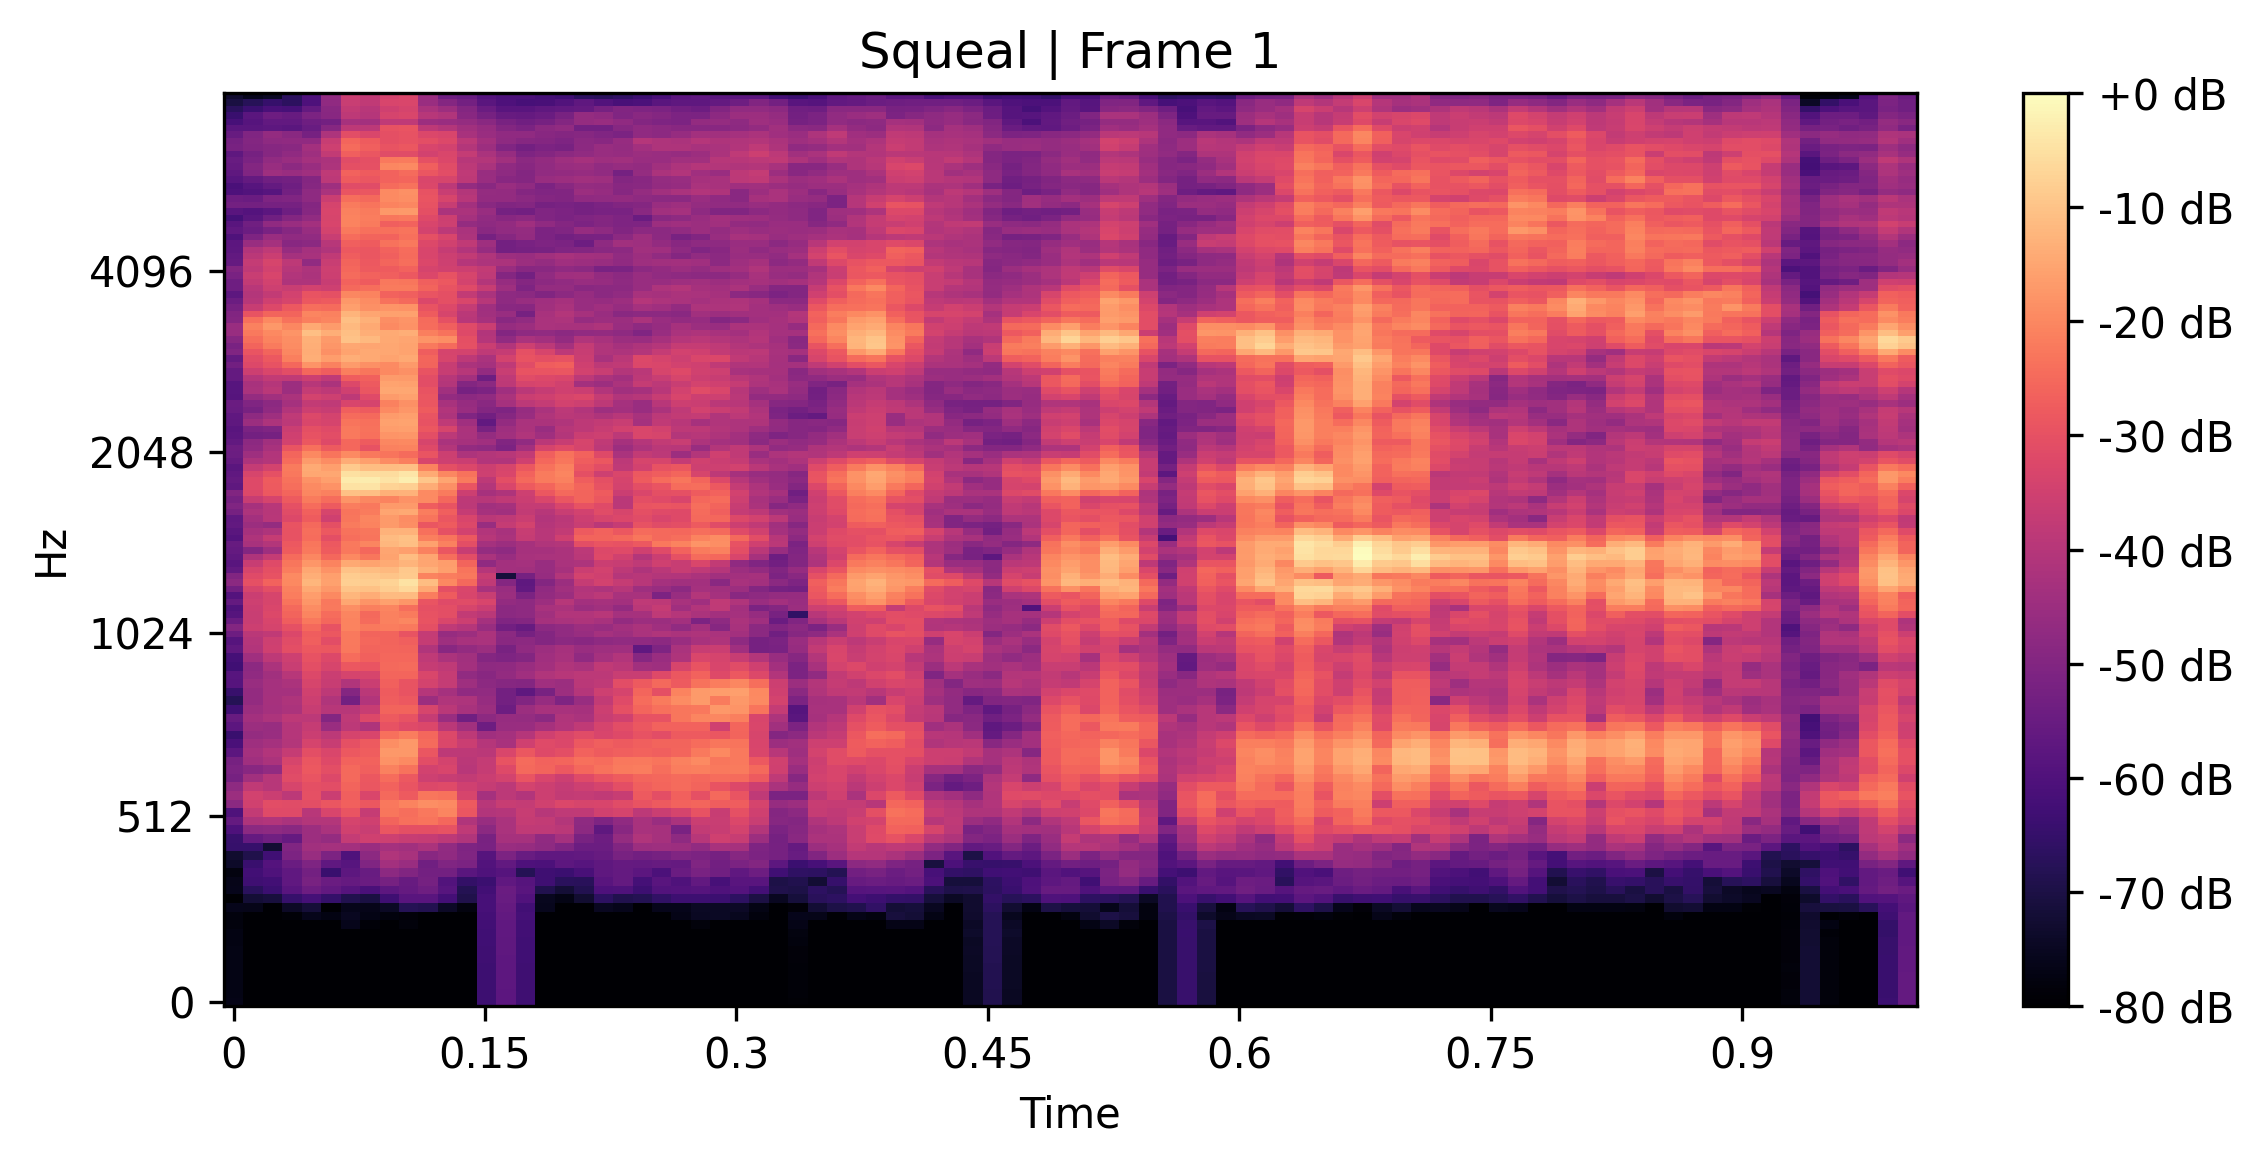 Squeal | Frame 1
+0 dB
-10 dB
-20 dB
-30 dB
-40 dB
-50 dB
-60 dB
-70 dB
-80 dB
Hz
4096
2048
1024
512
0
0 0.15 0.3 0.45 0.6 0.75 0.9
Time